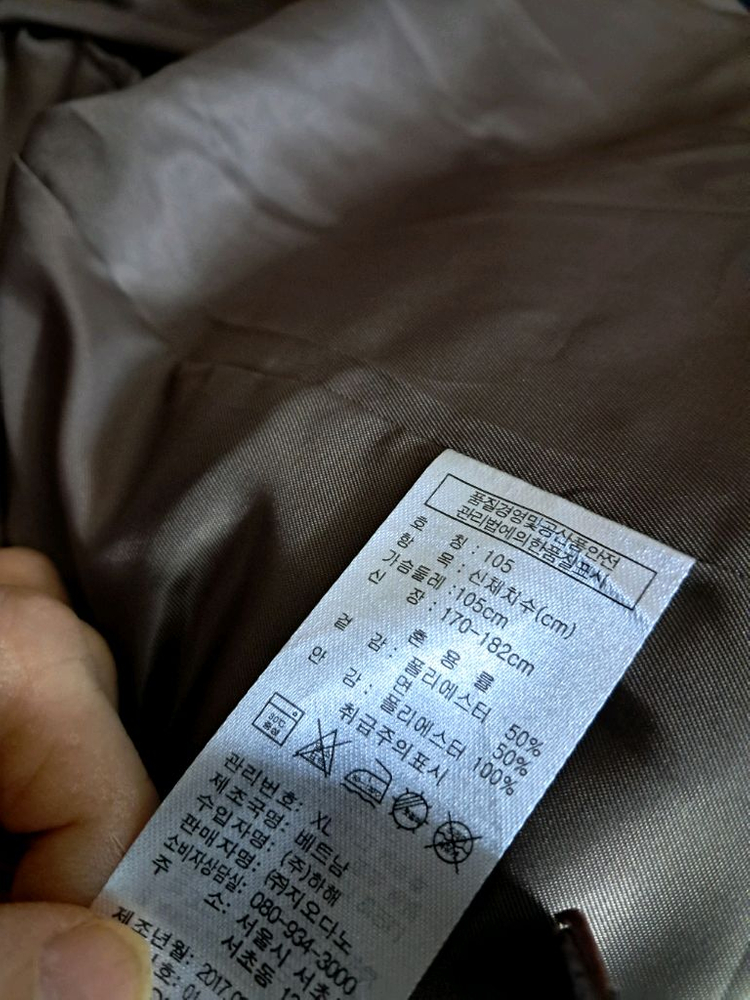 품질경영및공산품안전
관리법에의한품질표시
호 칭 : 105
항 목 : 신체치수(cm)
가슴둘레 : 105cm
신 장 : 170-182cm
혼 용 률
겉 감 : 폴리에스터 50%
면 50%
안 감 : 폴리에스터 100%
취급주의표시
30℃
중성
관리번호: XL
제조국명: 베트남
수입자명: (주)하해
판매자명: ㈜지오다노
소비자상담실: 080-934-3000
주 소: 서울시 서초
서초동
제조년월: 2017.
호: 01